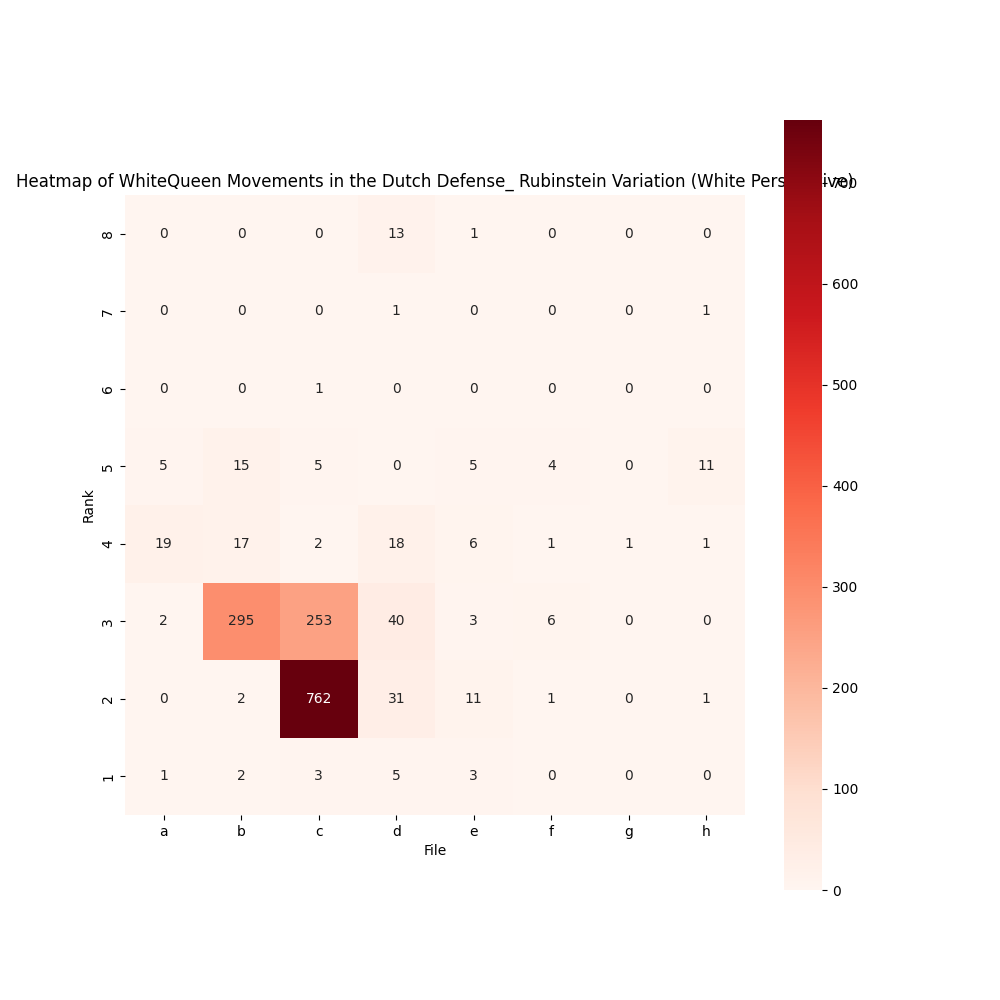 Heatmap of WhiteQueen Movements in the Dutch Defense_ Rubinstein Variation (White Perspective)
700
8 0 0 0 13 1 0 0 0
600
7 0 0 0 1 0 0 0 1
6 0 0 1 0 0 0 0 0
500
5 5 15 5 0 5 4 0 11
400
Rank
4 19 17 2 18 6 1 1 1
300
3 2 295 253 40 3 6 0 0
200
2 0 2 762 31 11 1 0 1
100
1 1 2 3 5 3 0 0 0
a b c d e f g h
File
0